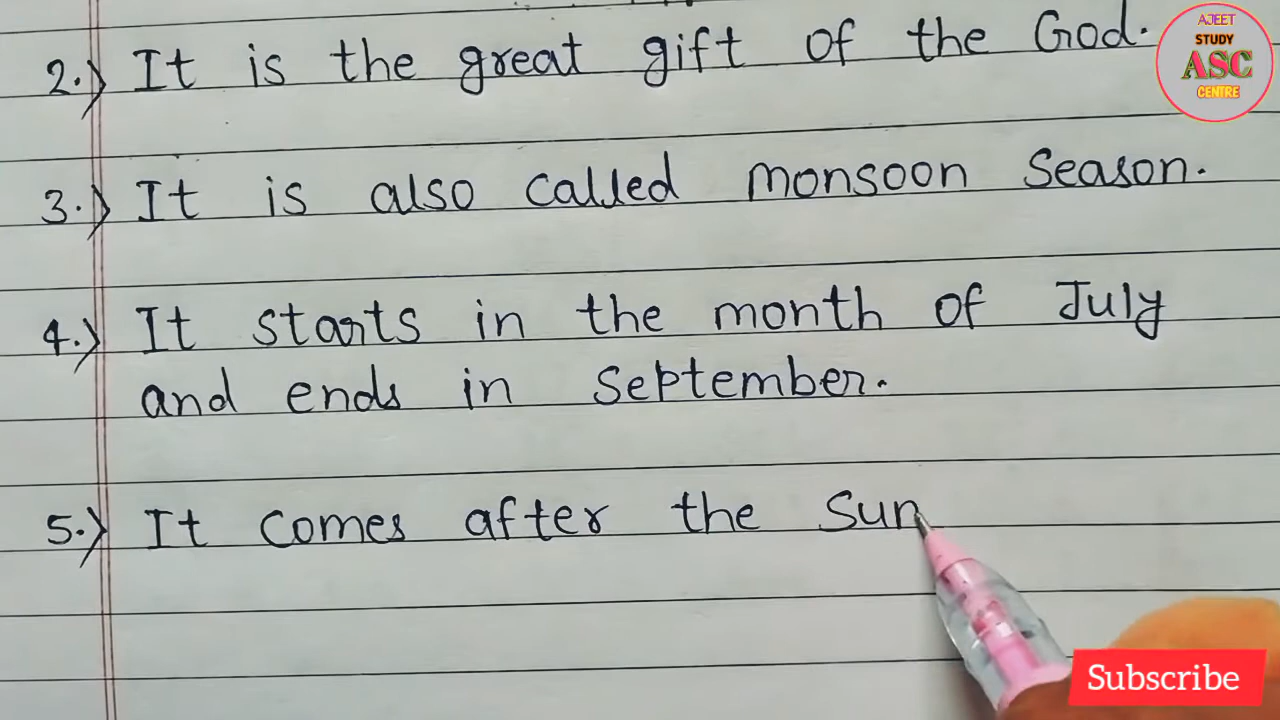 2.) It is the great gift of the God.
AJEET
STUDY
ASC
CENTRE
3.) It is also called monsoon season.
4.) It starts in the month of July
and ends in September.
5.) It comes after the Sun
Subscribe